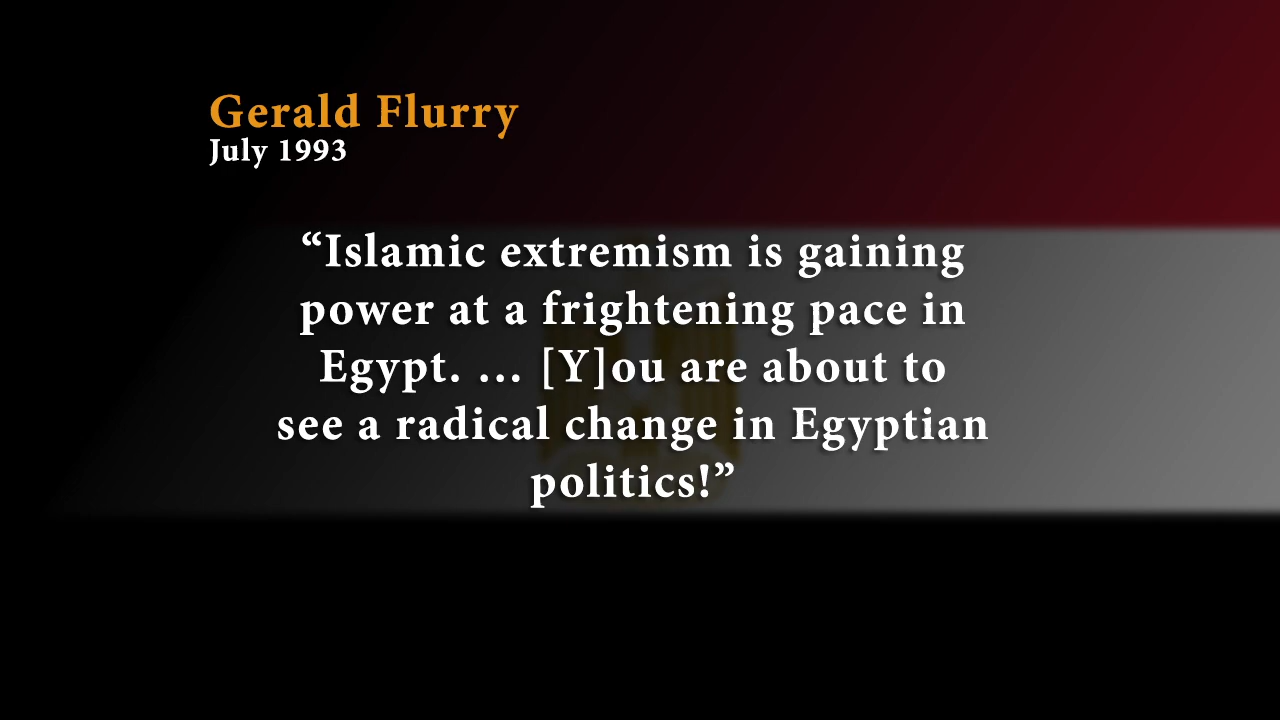 Gerald Flurry
July 1993
“Islamic extremism is gaining
power at a frightening pace in
Egypt. … [Y]ou are about to
see a radical change in Egyptian
politics!”